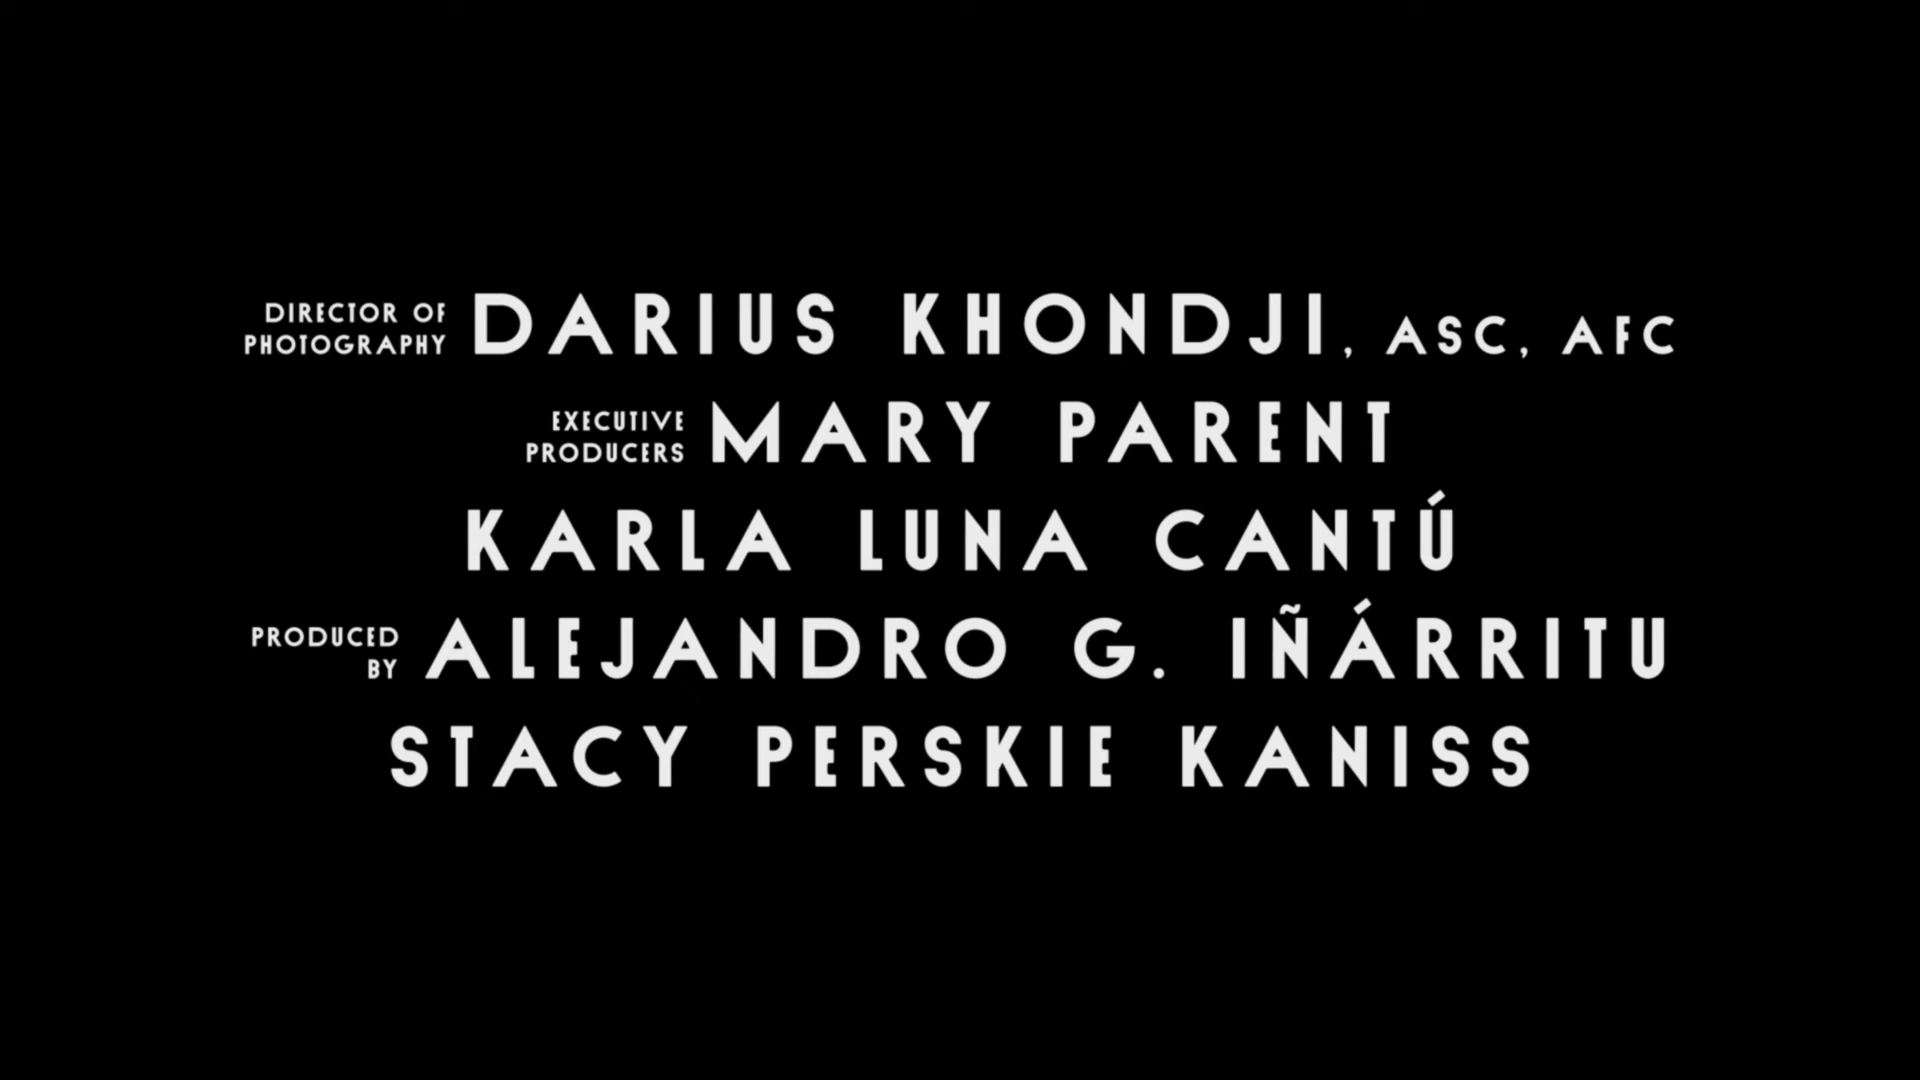 DIRECTOR OF PHOTOGRAPHY DARIUS KHONDJI, ASC, AFC
EXECUTIVE PRODUCERS MARY PARENT
KARLA LUNA CANTÚ
PRODUCED BY ALEJANDRO G. IÑÁRRITU
STACY PERSKIE KANISS